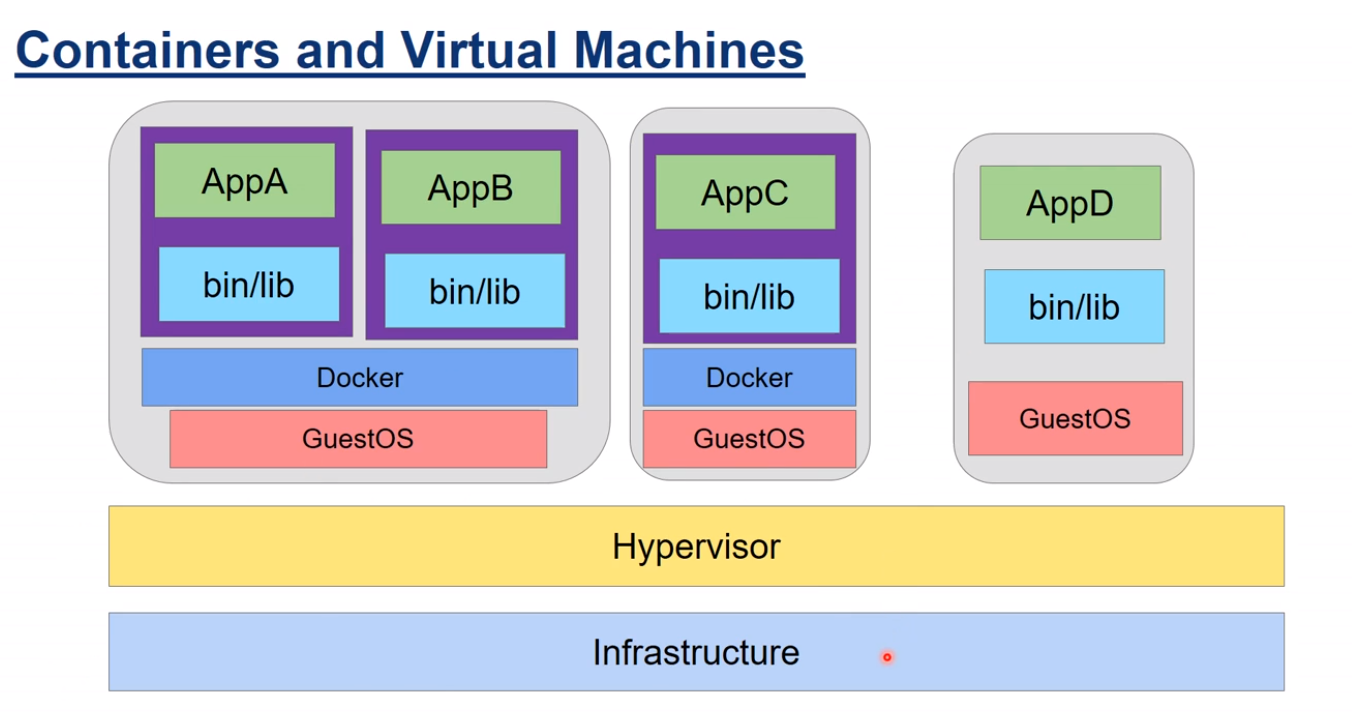 Containers and Virtual Machines
AppA
AppB
AppC
AppD
bin/lib
bin/lib
bin/lib
bin/lib
Docker
Docker
GuestOS
GuestOS
GuestOS
Hypervisor
Infrastructure